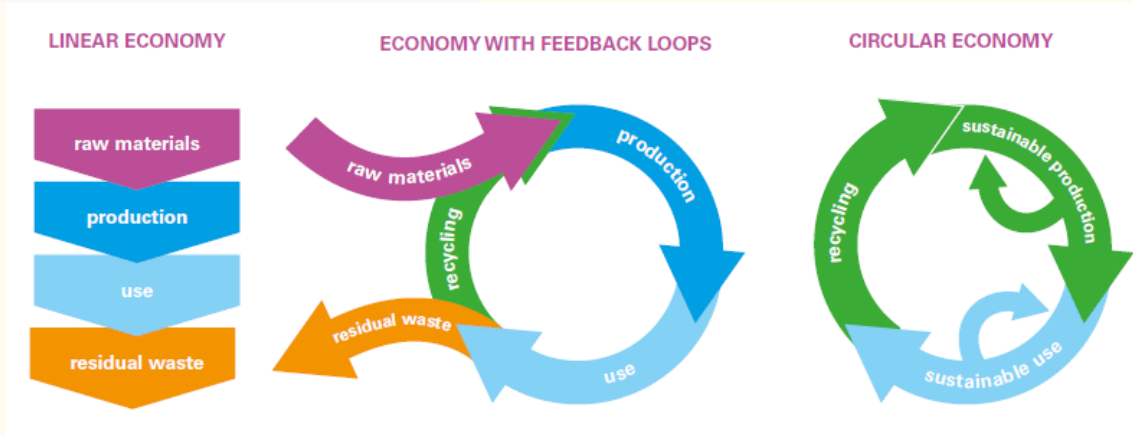 LINEAR ECONOMY
raw materials
production
use
residual waste
ECONOMY WITH FEEDBACK LOOPS
raw materials
production
recycling
residual waste
use
CIRCULAR ECONOMY
sustainable production
recycling
sustainable use